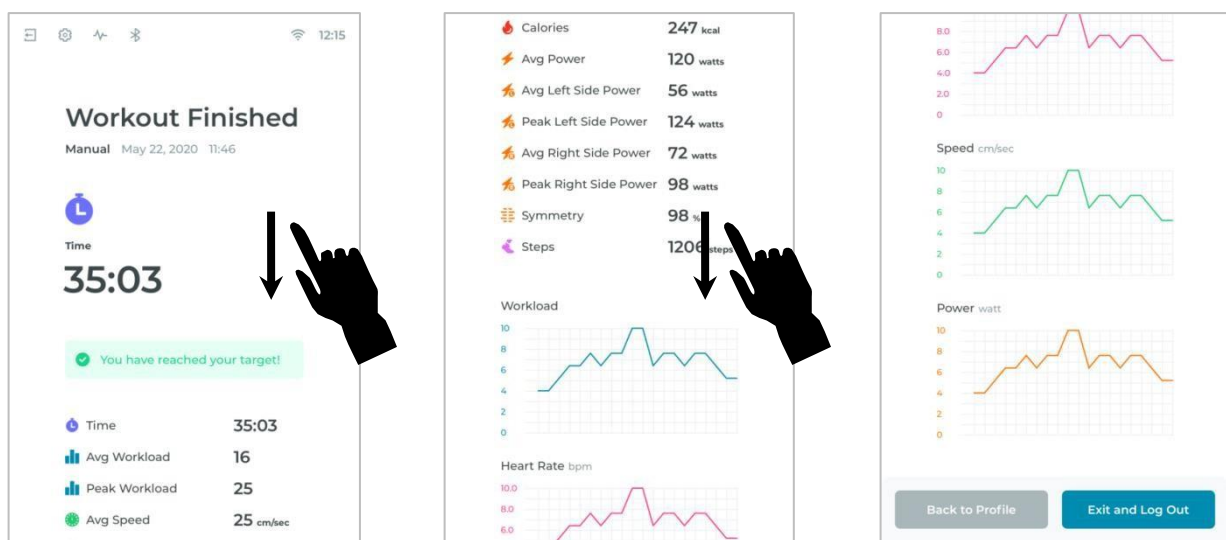 12:15
Workout Finished
Manual May 22, 2020 11:46
Time
35:03
You have reached your target!
Time 35:03
Avg Workload 16
Peak Workload 25
Avg Speed 25 cm/sec
Calories 247 kcal
Avg Power 120 watts
Avg Left Side Power 56 watts
Peak Left Side Power 124 watts
Avg Right Side Power 72 watts
Peak Right Side Power 98 watts
Symmetry 98 %
Steps 1206 steps
Workload
10
8
6
4
2
0
Heart Rate bpm
10.0
8.0
6.0
8.0
6.0
4.0
2.0
0
Speed cm/sec
10
8
6
4
2
0
Power watt
10
8
6
4
2
0
Back to Profile Exit and Log Out